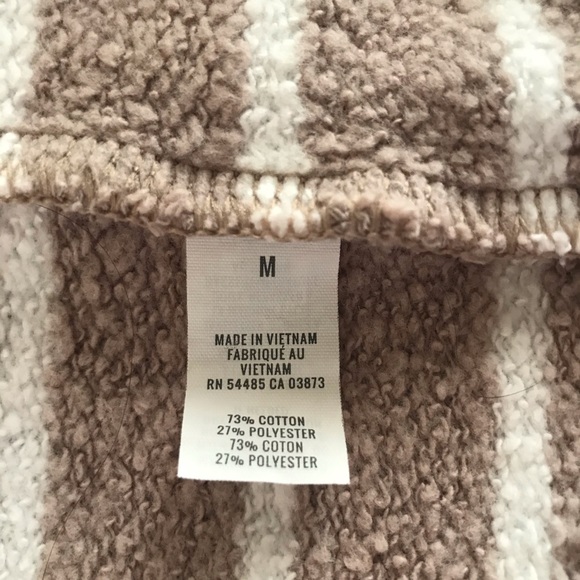 M
MADE IN VIETNAM
FABRIQUÉ AU
VIETNAM
RN 54485 CA 03873
73% COTTON
27% POLYESTER
73% COTON
27% POLYESTER